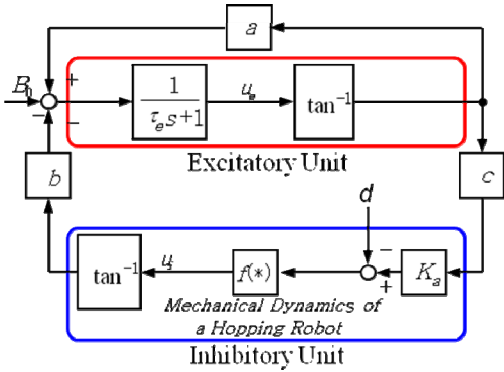 a
B₀
+
−
−
1
τₑs+1
uₑ
tan⁻¹
Excitatory Unit
b
c
d
tan⁻¹
uᵢ
f(*)
−
+
Kₐ
Mechanical Dynamics of
a Hopping Robot
Inhibitory Unit